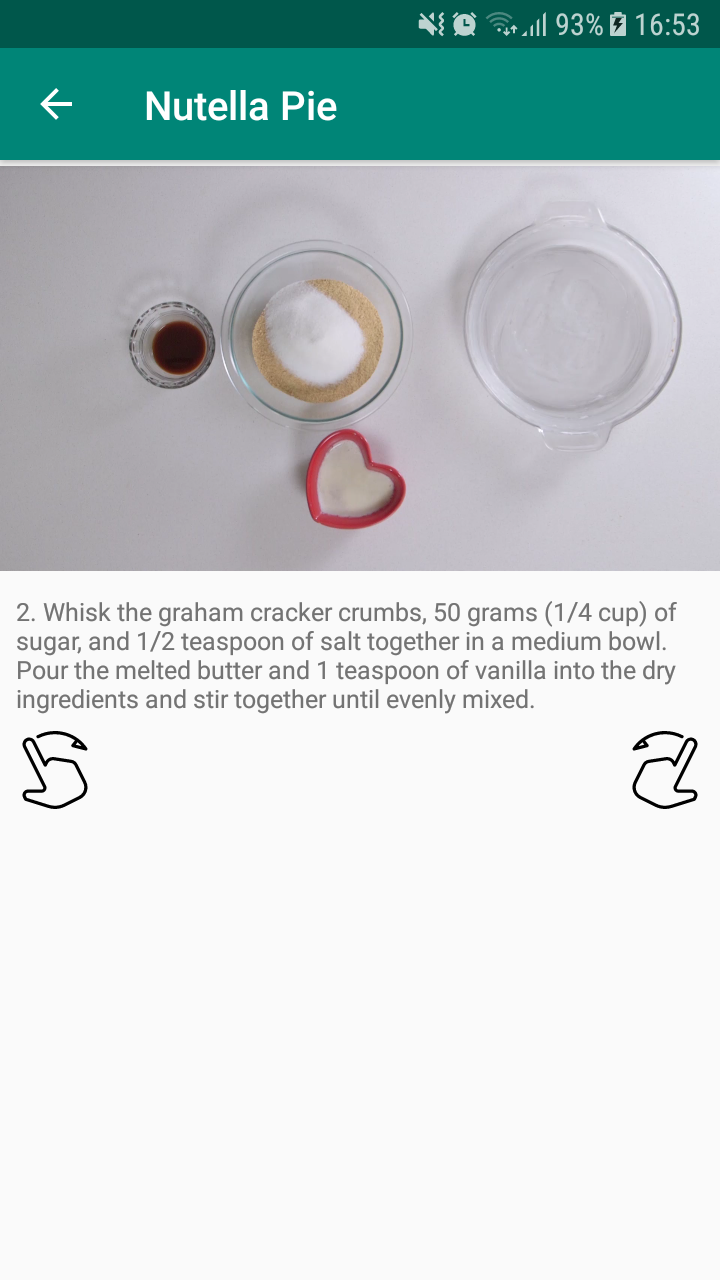 93% 16:53
Nutella Pie
2. Whisk the graham cracker crumbs, 50 grams (1/4 cup) of
sugar, and 1/2 teaspoon of salt together in a medium bowl.
Pour the melted butter and 1 teaspoon of vanilla into the dry
ingredients and stir together until evenly mixed.